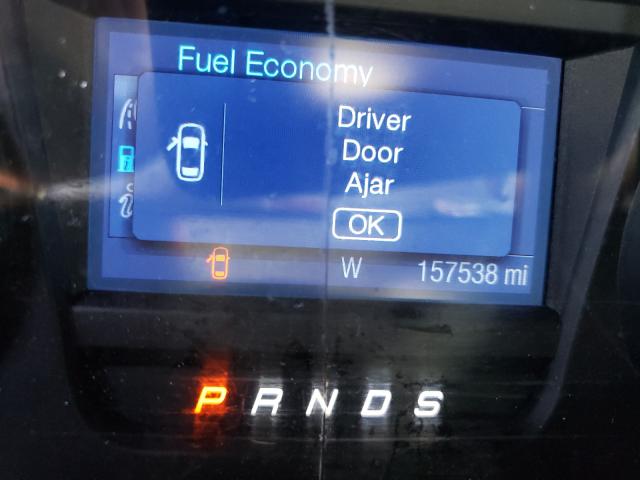 Fuel Economy
Driver
Door
Ajar
OK
W 157538 mi
P R N D S